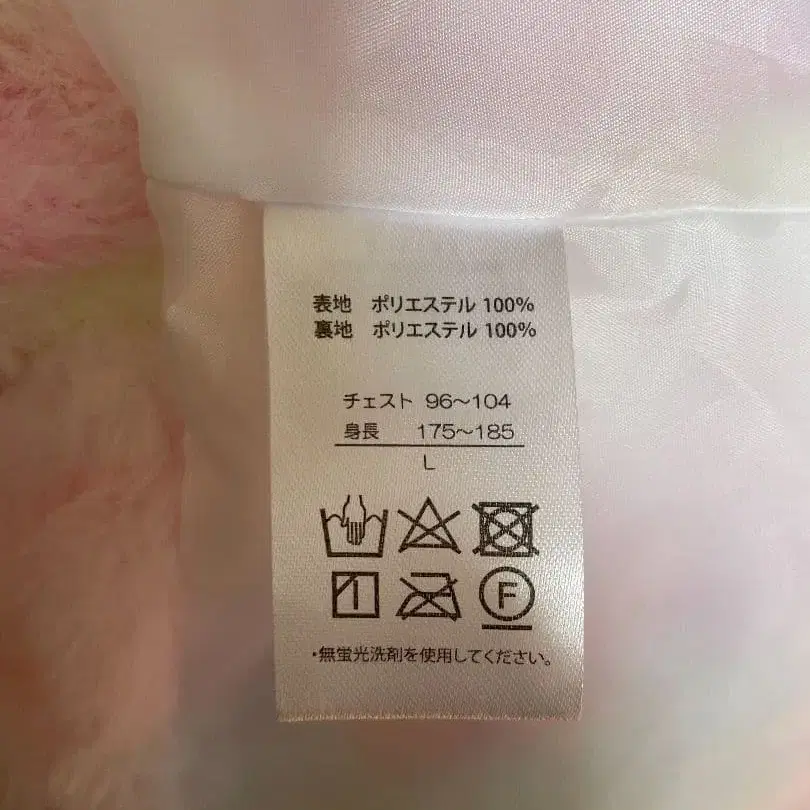 表地 ポリエステル 100%
裏地 ポリエステル 100%
チェスト 96~104
身長 175~185
L
F
・無蛍光洗剤を使用してください。